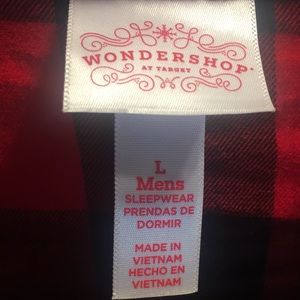 WONDERSHOP
AT TARGET
L
Mens
SLEEPWEAR
PRENDAS DE
DORMIR
MADE IN
VIETNAM
HECHO EN
VIETNAM